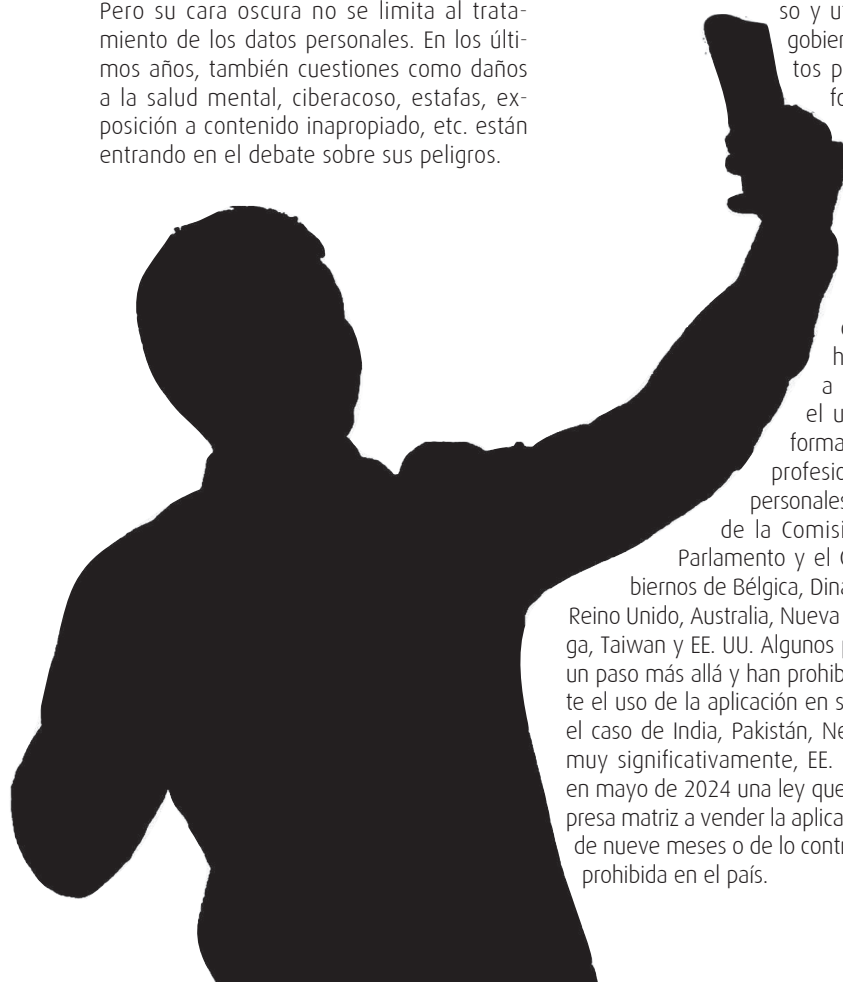 Pero su cara oscura no se limita al trata-
miento de los datos personales. En los últi-
mos años, también cuestiones como daños
a la salud mental, ciberacoso, estafas, ex-
posición a contenido inapropiado, etc. están
entrando en el debate sobre sus peligros.
so y u
gobier
tos p
fo
h
a
el u
forma
profesio
personales
de la Comisi
Parlamento y el
biernos de Bélgica, Dina
Reino Unido, Australia, Nueva
ga, Taiwan y EE. UU. Algunos
un paso más allá y han prohib
te el uso de la aplicación en s
el caso de India, Pakistán, Ne
muy significativamente, EE.
en mayo de 2024 una ley que
presa matriz a vender la aplica
de nueve meses o de lo contr
prohibida en el país.